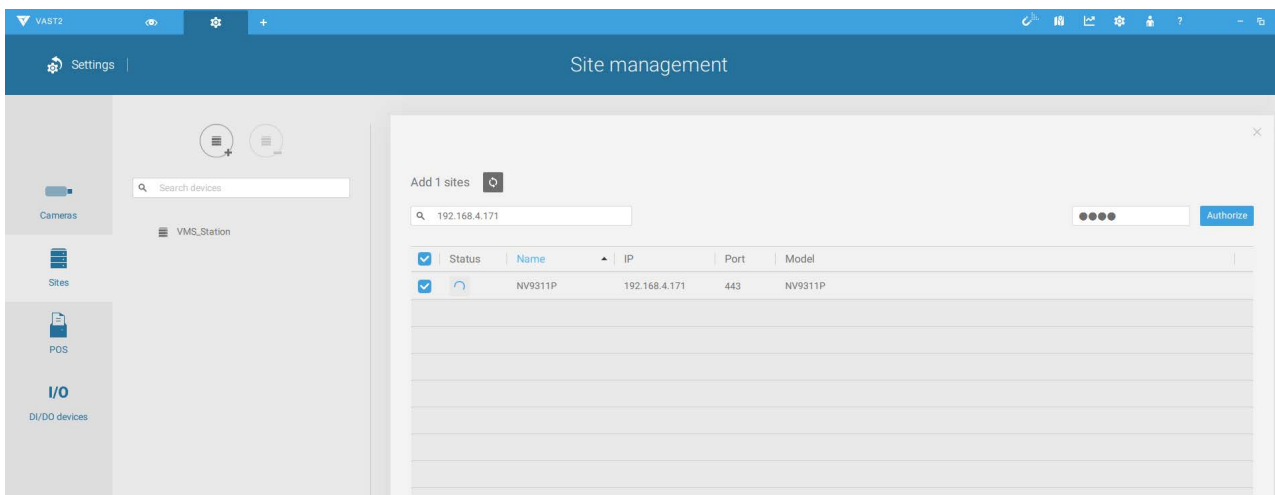 VAST2
+
?
Settings
Site management
Search devices
VMS_Station
Cameras
Sites
POS
I/O
DI/DO devices
Add 1 sites
192.168.4.171
Authorize
Status Name IP Port Model
NV9311P 192.168.4.171 443 NV9311P